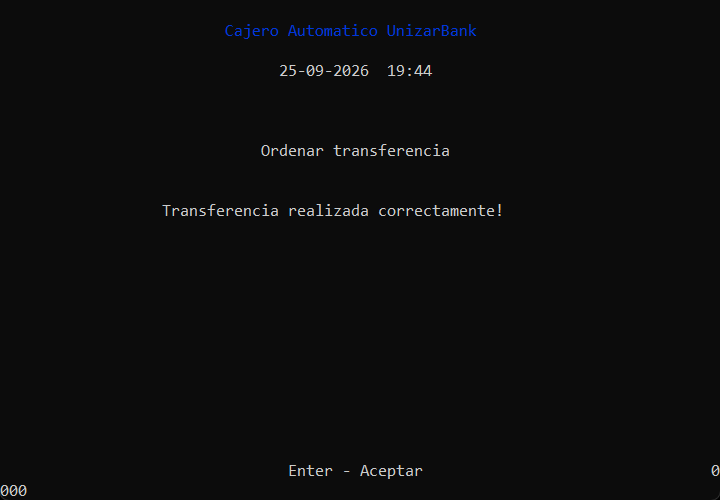 Cajero Automatico UnizarBank
25-09-2026  19:44
Ordenar transferencia
Transferencia realizada correctamente!
Enter - Aceptar 0
000